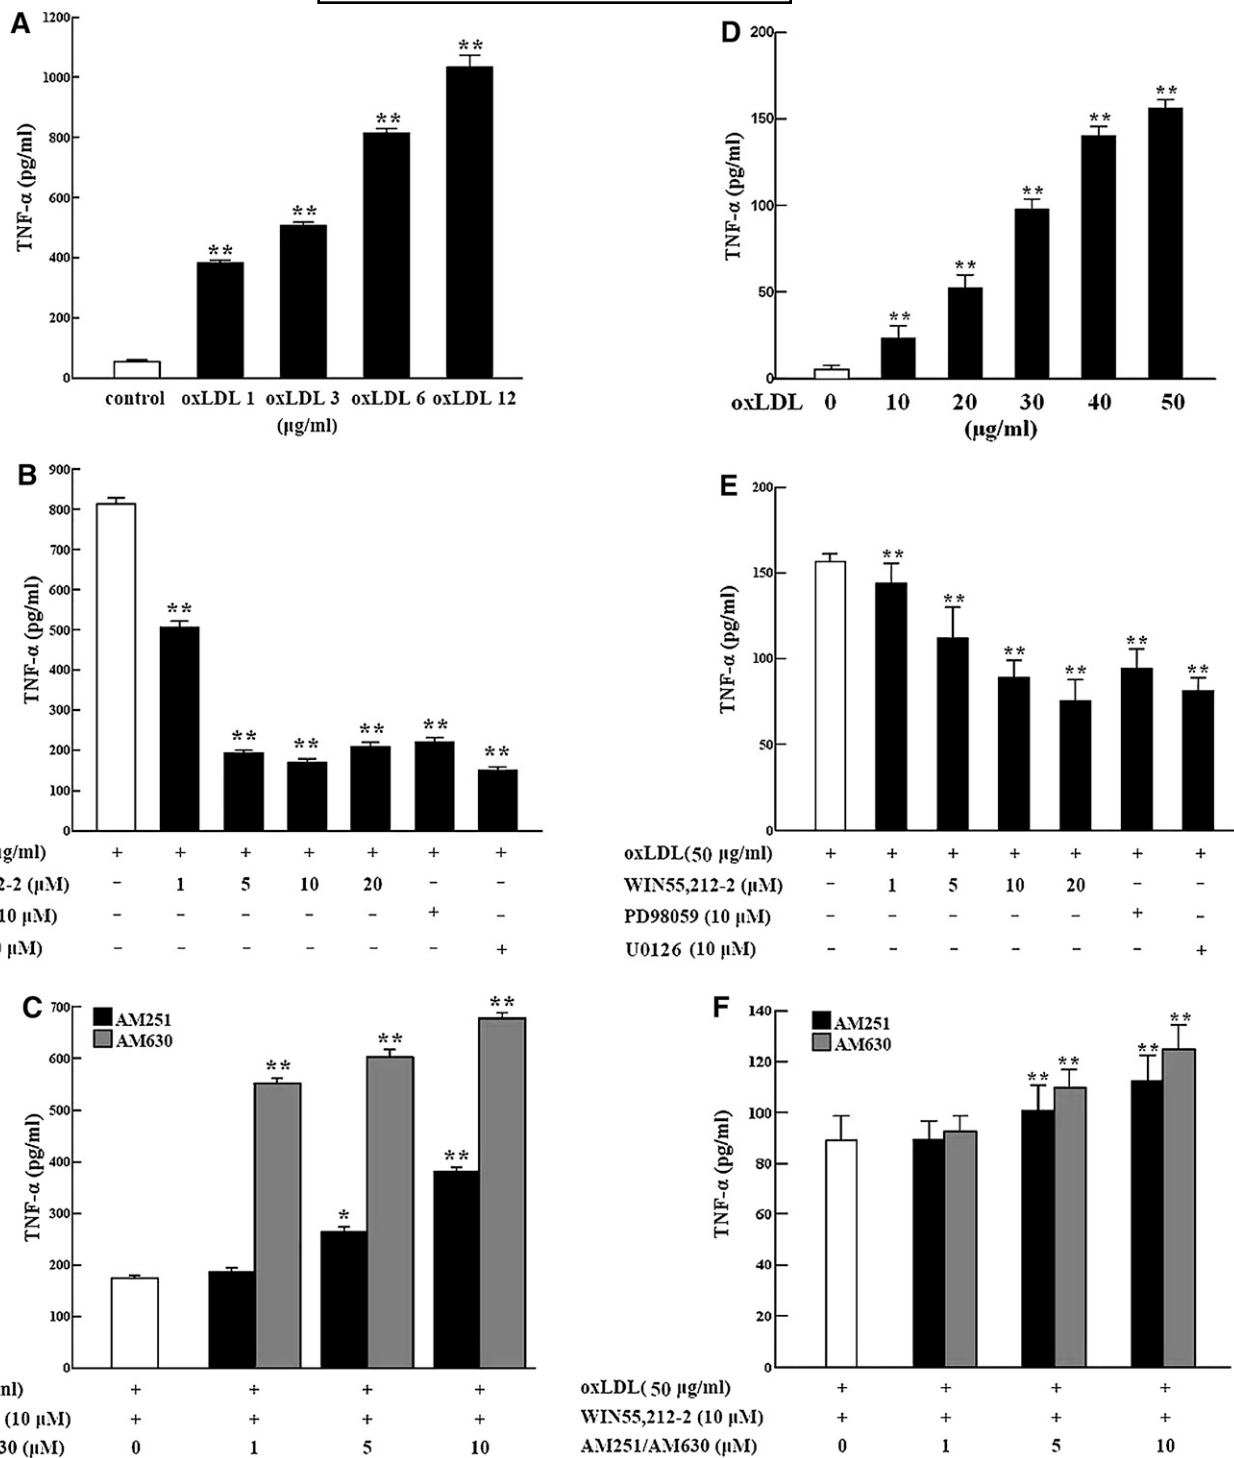 A
1200
1000
800
600
400
200
0
TNF-α (pg/ml)
**
**
**
**
control oxLDL 1 oxLDL 3 oxLDL 6 oxLDL 12
(μg/ml)
D
200
150
100
50
0
TNF-α (pg/ml)
**
**
**
**
**
oxLDL 0 10 20 30 40 50
(μg/ml)
B
900
800
700
600
500
400
300
200
100
0
TNF-α (pg/ml)
**
**
**
**
**
**
μg/ml) + + + + + + +
2-2 (μM) - 1 5 10 20 - -
10 μM) - - - - - + -
μM) - - - - - - +
E
200
150
100
50
0
TNF-α (pg/ml)
**
**
**
**
**
**
oxLDL(50 μg/ml) + + + + + + +
WIN55,212-2 (μM) - 1 5 10 20 - -
PD98059 (10 μM) - - - - - + -
U0126 (10 μM) - - - - - - +
C
700
600
500
400
300
200
100
0
TNF-α (pg/ml)
AM251
AM630
**
*
**
**
**
ml) + + + +
(10 μM) + + + +
30 (μM) 0 1 5 10
F
140
120
100
80
60
40
20
0
TNF-α (pg/ml)
AM251
AM630
**
**
**
**
oxLDL( 50 μg/ml) + + + +
WIN55,212-2 (10 μM) + + + +
AM251/AM630 (μM) 0 1 5 10